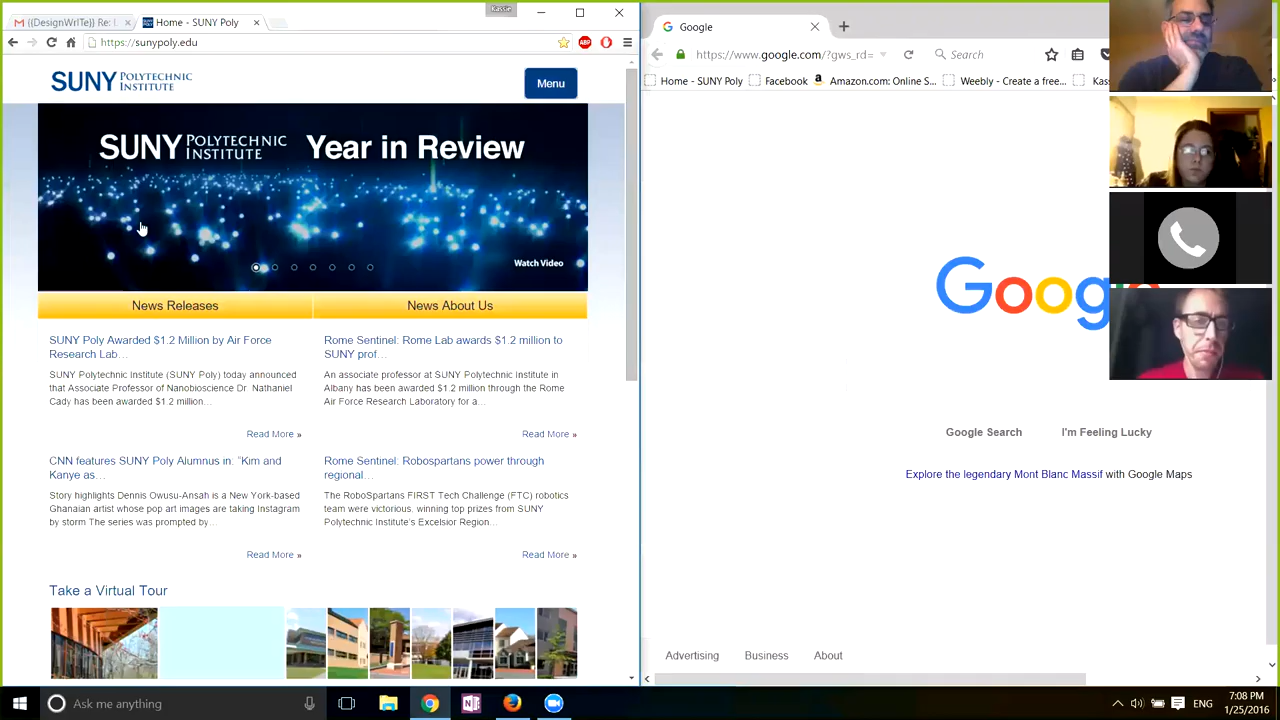 Kassie
((DesignWrITe)) Re: l
Home - SUNY Poly
https://sunypoly.edu
SUNY POLYTECHNIC INSTITUTE
Menu
SUNY POLYTECHNIC INSTITUTE Year in Review
Watch Video
News Releases
News About Us
SUNY Poly Awarded $1.2 Million by Air Force
Research Lab…
SUNY Polytechnic Institute (SUNY Poly) today announced
that Associate Professor of Nanobioscience Dr. Nathaniel
Cady has been awarded $1.2 million…
Read More »
Rome Sentinel: Rome Lab awards $1.2 million to
SUNY prof…
An associate professor at SUNY Polytechnic Institute in
Albany has been awarded $1.2 million through the Rome
Air Force Research Laboratory for a…
Read More »
CNN features SUNY Poly Alumnus in: "Kim and
Kanye as…
Story highlights Dennis Owusu-Ansah is a New York-based
Ghanaian artist whose pop art images are taking Instagram
by storm The series was prompted by…
Read More »
Rome Sentinel: Robospartans power through
regional…
The RoboSpartans FIRST Tech Challenge (FTC) robotics
team were victorious, winning top prizes from SUNY
Polytechnic Institute's Excelsior Region…
Read More »
Take a Virtual Tour
Google
https://www.google.com/?gws_rd=
Search
Home - SUNY Poly
Facebook
Amazon.com: Online S...
Weebly - Create a free...
Kas
Goog
Google Search
I'm Feeling Lucky
Explore the legendary Mont Blanc Massif with Google Maps
Advertising
Business
About
Ask me anything
ENG
7:08 PM
1/25/2016